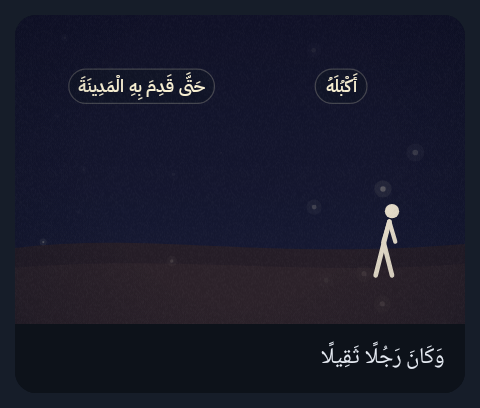 أَكْبُلَهُ
حَتَّى قَدِمَ بِهِ الْمَدِينَةَ
وَكَانَ رَجُلًا ثَقِيلًا